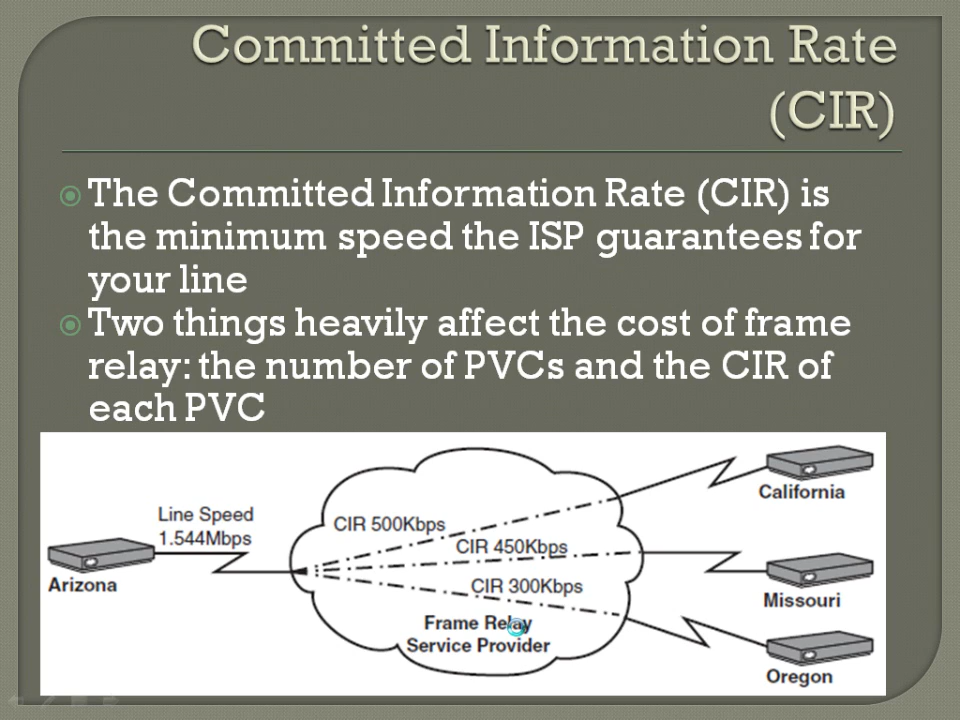 Committed Information Rate
(CIR)
The Committed Information Rate (CIR) is
the minimum speed the ISP guarantees for
your line
Two things heavily affect the cost of frame
relay: the number of PVCs and the CIR of
each PVC
Line Speed
1.544Mbps
Arizona
CIR 500Kbps
CIR 450Kbps
CIR 300Kbps
Frame Relay
Service Provider
California
Missouri
Oregon